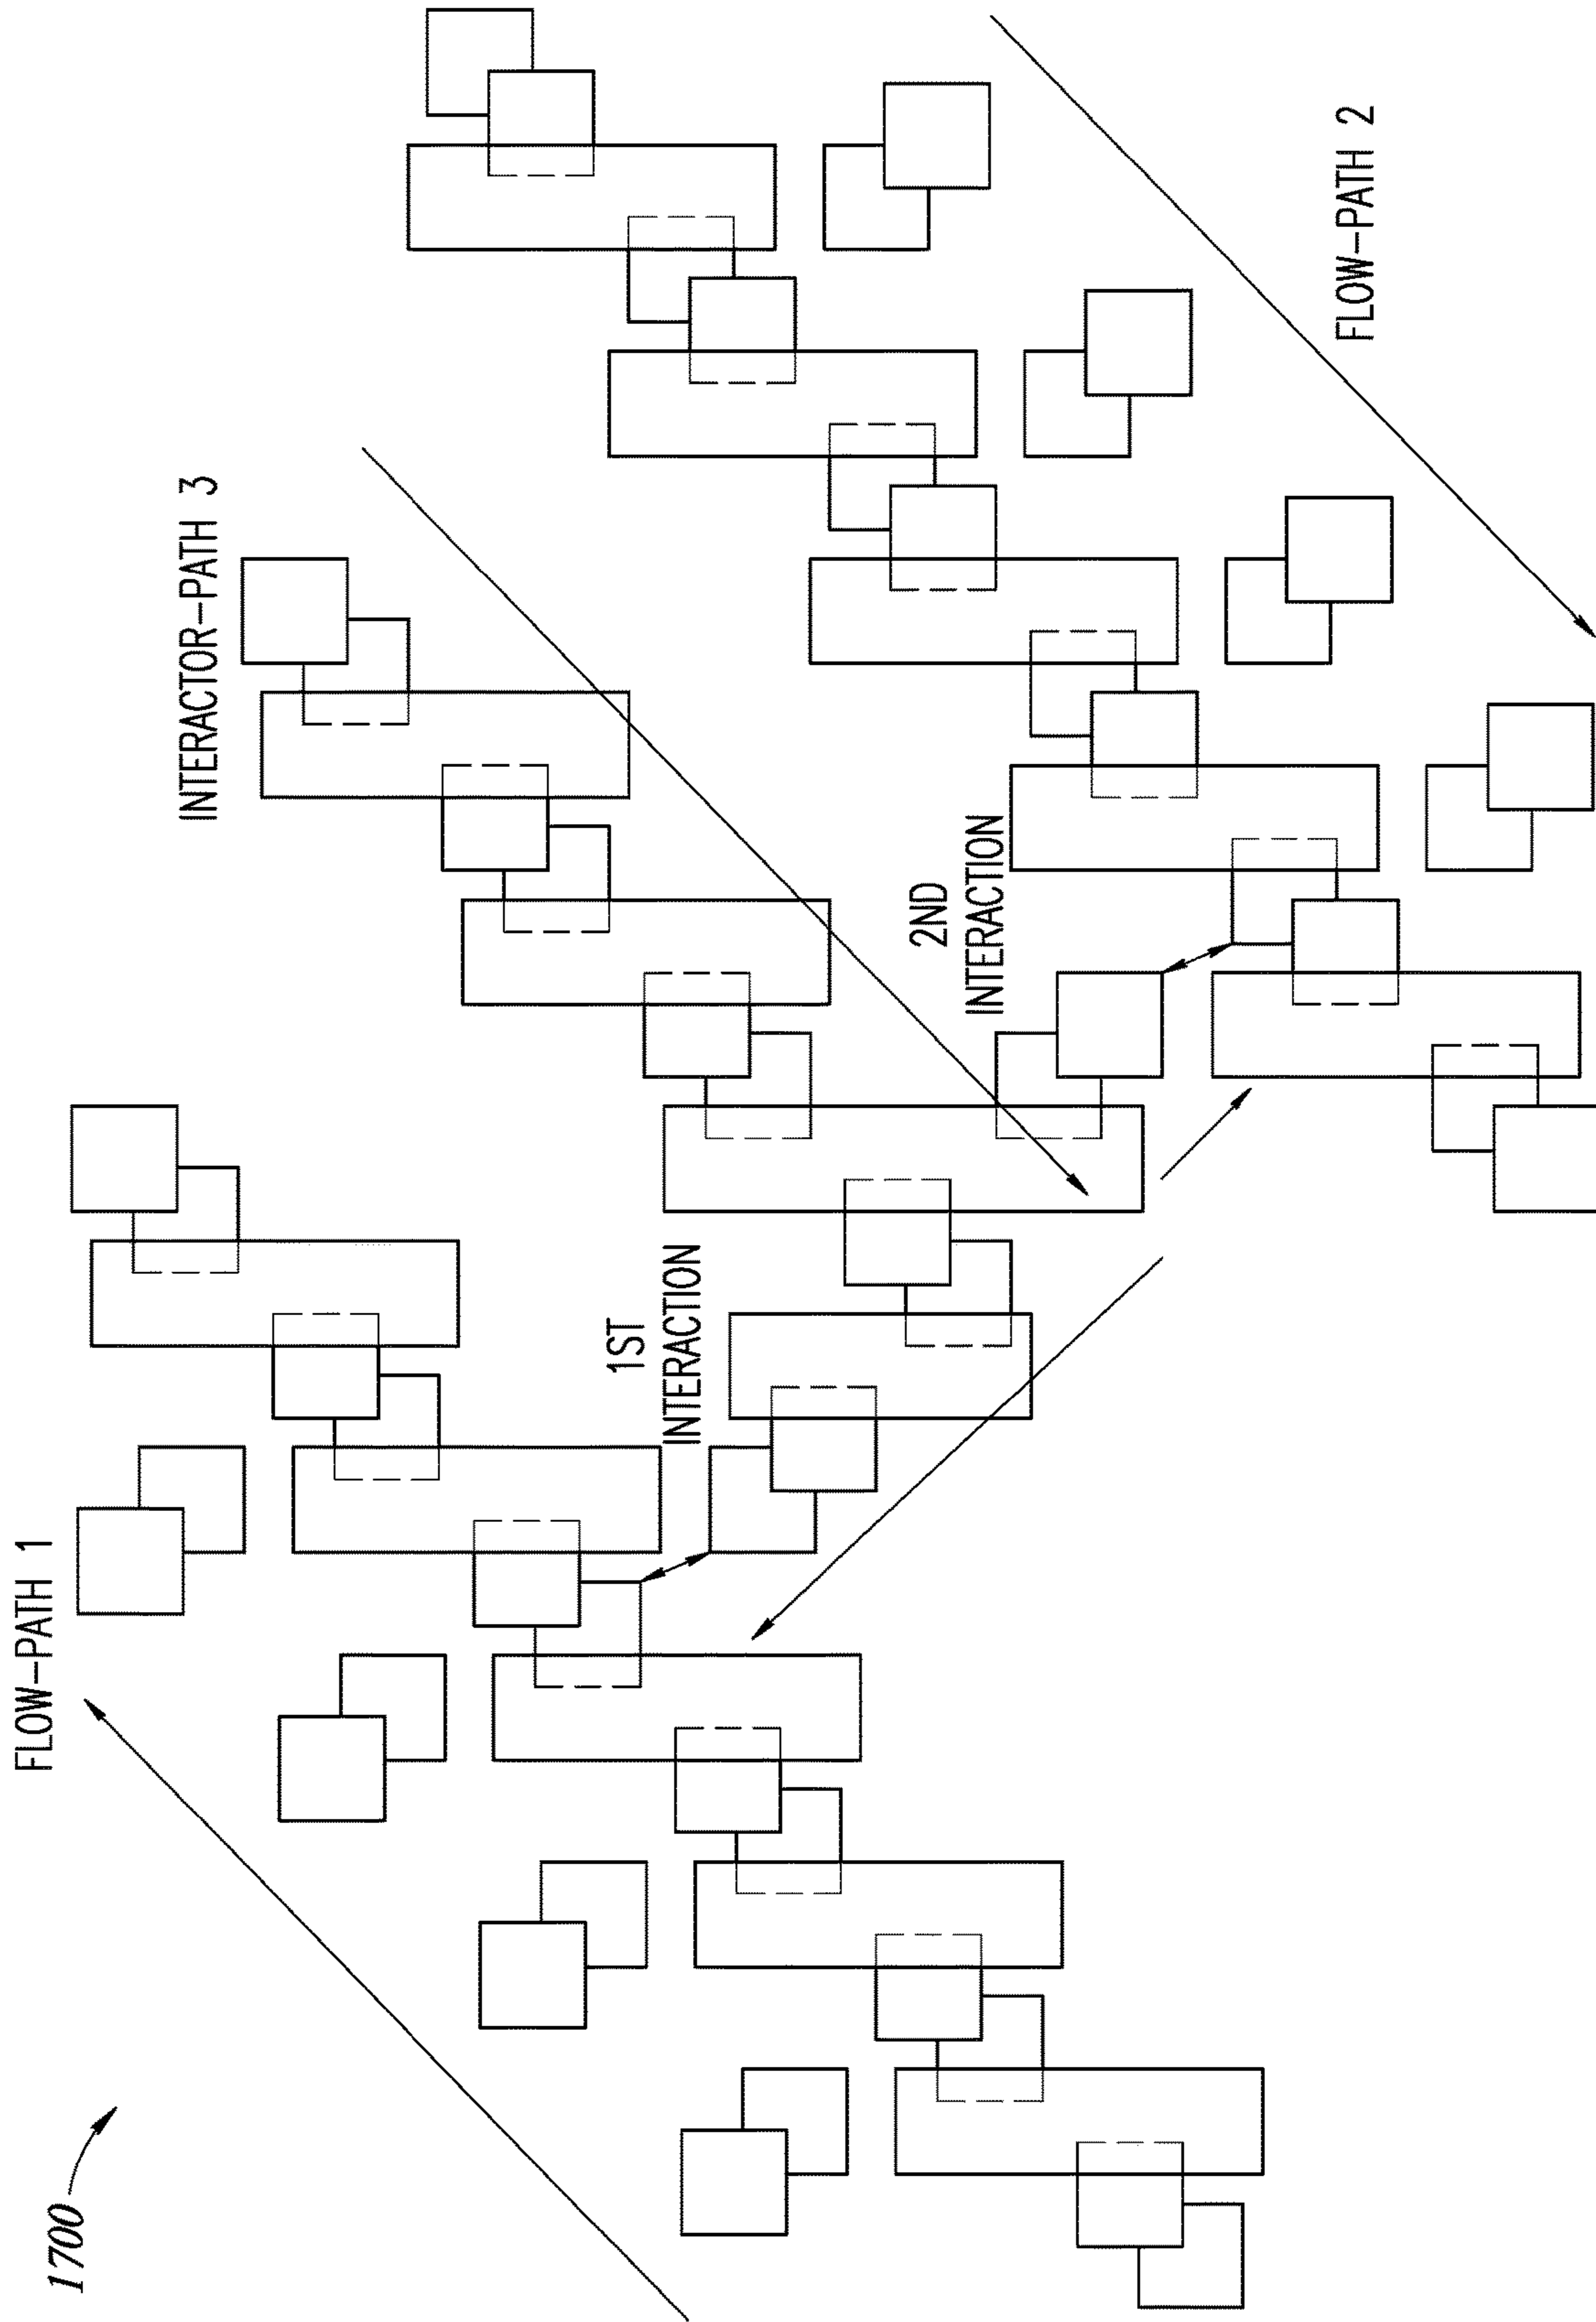 1700
FLOW-PATH 1
1ST
INTERACTION
INTERACTOR-PATH 3
2ND
INTERACTION
FLOW-PATH 2